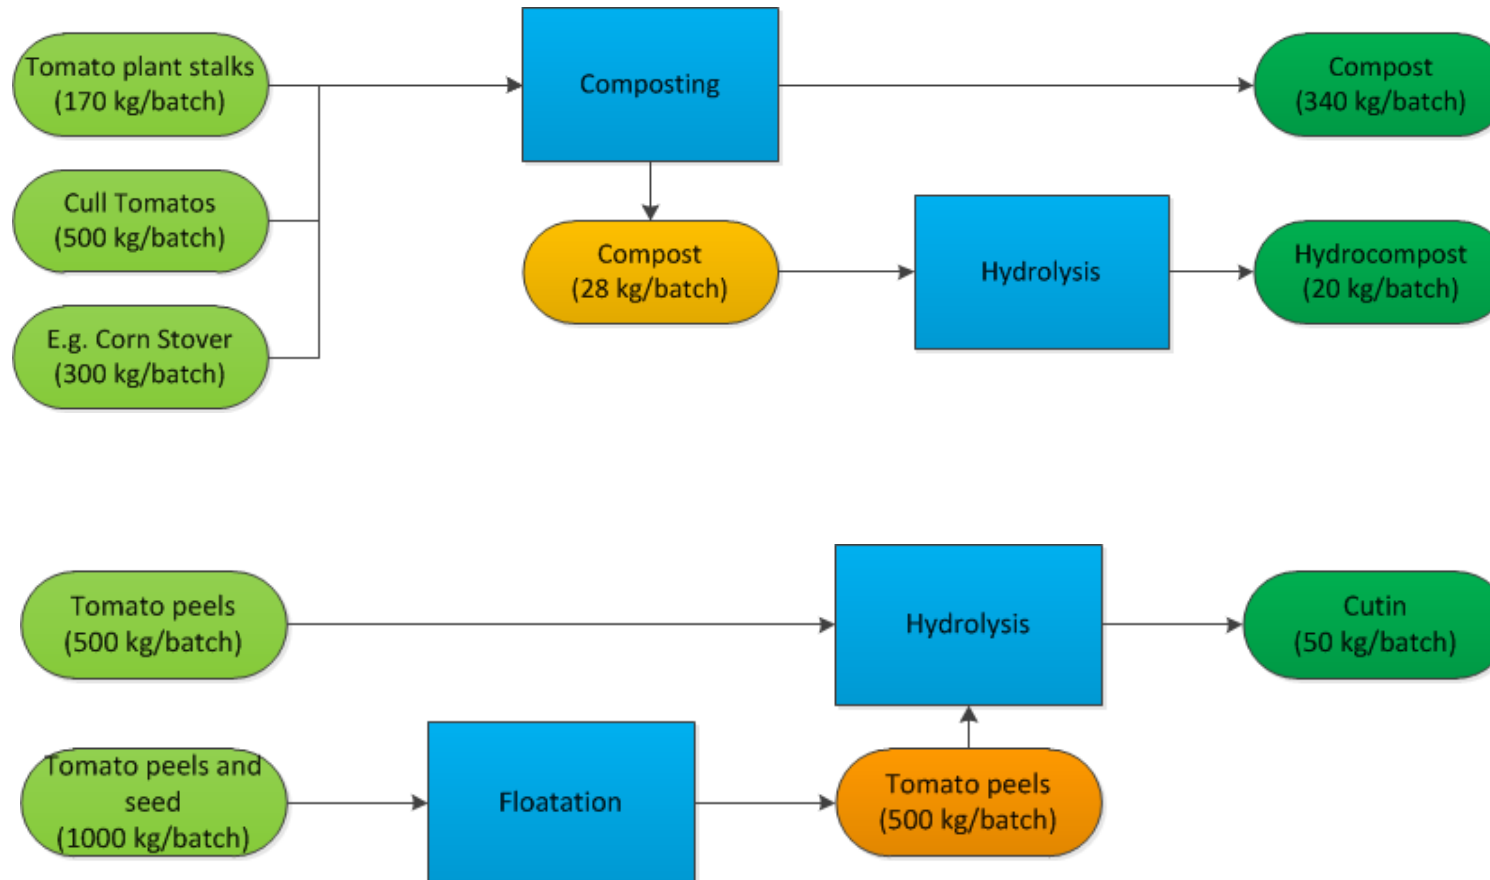 Tomato plant stalks
(170 kg/batch)
Composting
Compost
(340 kg/batch)
Cull Tomatos
(500 kg/batch)
Compost
(28 kg/batch)
Hydrolysis
Hydrocompost
(20 kg/batch)
E.g. Corn Stover
(300 kg/batch)
Tomato peels
(500 kg/batch)
Hydrolysis
Cutin
(50 kg/batch)
Tomato peels and
seed
(1000 kg/batch)
Floatation
Tomato peels
(500 kg/batch)